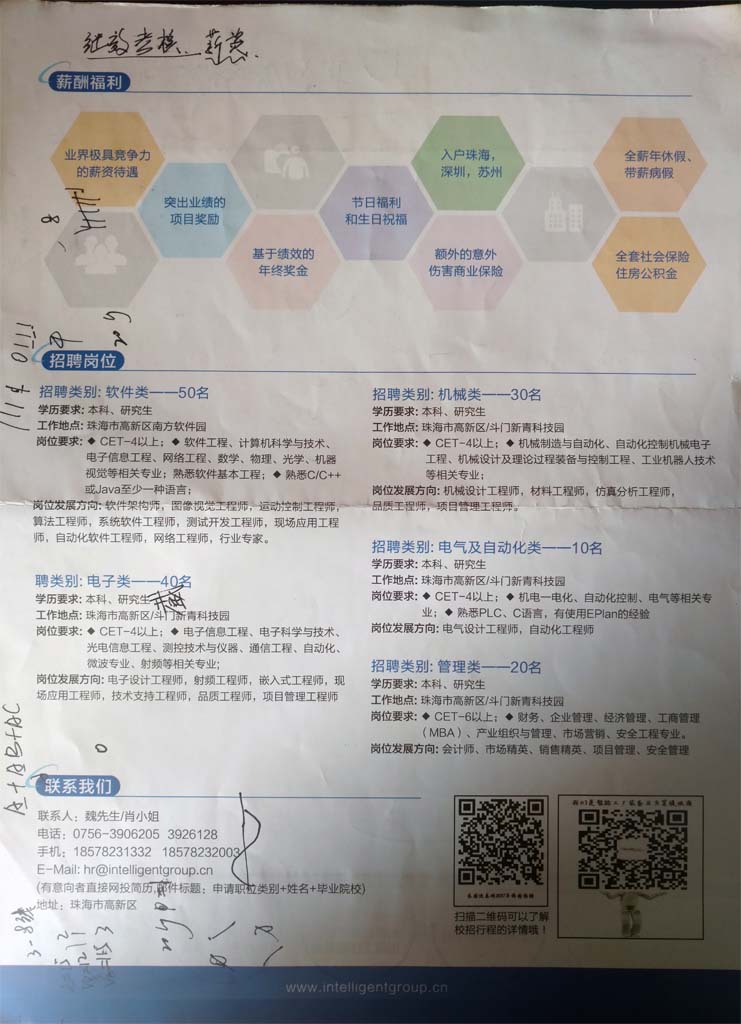 绩效考核、薪资.
薪酬福利
业界极具竞争力
的薪资待遇
突出业绩的
项目奖励
基于绩效的
年终奖金
节日福利
和生日祝福
入户珠海，
深圳，苏州
额外的意外
伤害商业保险
全薪年休假、
带薪病假
全套社会保险
住房公积金
招聘岗位
招聘类别: 软件类——50名
学历要求: 本科、研究生
工作地点: 珠海市高新区南方软件园
岗位要求: ◆ CET-4以上；◆ 软件工程、计算机科学与技术、
电子信息工程、网络工程、数学、物理、光学、机器
视觉等相关专业；熟悉软件基本工程；◆ 熟悉C/C++
或Java至少一种语言；
岗位发展方向: 软件架构师，图像视觉工程师，运动控制工程师，
算法工程师，系统软件工程师，测试开发工程师，现场应用工程
师，自动化软件工程师，网络工程师，行业专家。
聘类别: 电子类——40名
学历要求: 本科、研究生
工作地点: 珠海市高新区/斗门新青科技园
岗位要求: ◆ CET-4以上；◆ 电子信息工程、电子科学与技术、
光电信息工程、测控技术与仪器、通信工程、自动化、
微波专业、射频等相关专业;
岗位发展方向: 电子设计工程师，射频工程师，嵌入式工程师，现
场应用工程师，技术支持工程师，品质工程师，项目管理工程师
招聘类别: 机械类——30名
学历要求: 本科、研究生
工作地点: 珠海市高新区/斗门新青科技园
岗位要求: ◆ CET-4以上；◆ 机械制造与自动化、自动化控制机械电子
工程、机械设计及理论过程装备与控制工程、工业机器人技术
等相关专业；
岗位发展方向: 机械设计工程师，材料工程师，仿真分析工程师，
品质工程师，项目管理工程师。
招聘类别: 电气及自动化类——10名
学历要求: 本科、研究生
工作地点: 珠海市高新区/斗门新青科技园
岗位要求: ◆ CET-4以上；◆ 机电一电化、自动化控制、电气等相关专
业；◆ 熟悉PLC、C语言，有使用EPlan的经验
岗位发展方向: 电气设计工程师，自动化工程师
招聘类别: 管理类——20名
学历要求: 本科、研究生
工作地点: 珠海市高新区/斗门新青科技园
岗位要求: ◆ CET-6以上；◆ 财务、企业管理、经济管理、工商管理
（MBA）、产业组织与管理、市场营销、安全工程专业。
岗位发展方向: 会计师、市场精英、销售精英、项目管理、安全管理
A+AB+AC
联系我们
联系人: 魏先生/肖小姐
电话: 0756-3906205 3926128
手机: 18578231332 18578232003
E-Mail: hr@intelligentgroup.cn
(有意向者直接网投简历,邮件标题：申请职位类别+姓名+毕业院校)
地址: 珠海市高新区
扫描二维码可以了解
校招行程的详情哦！
www.intelligentgroup.cn